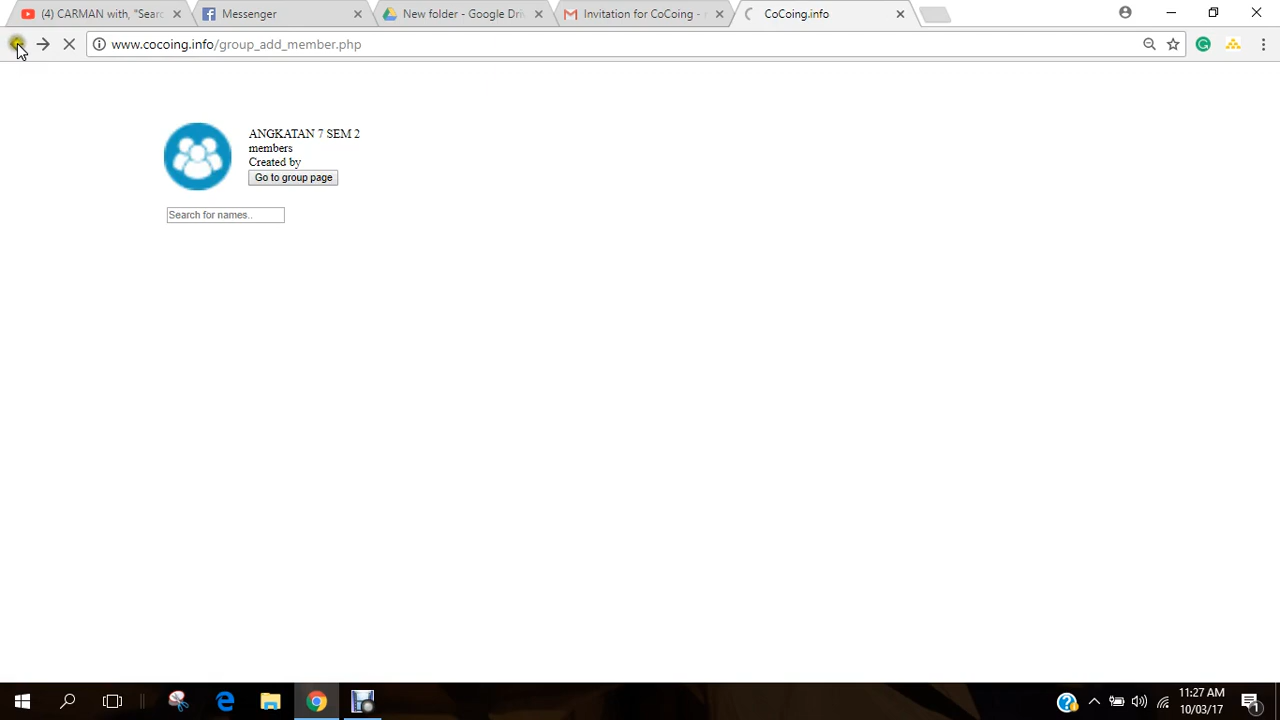 (4) CARMAN with, "Searc
Messenger
New folder - Google Dri
Invitation for CoCoing -
CoCoing.info
www.cocoing.info/group_add_member.php
ANGKATAN 7 SEM 2
members
Created by
Go to group page
Search for names..
11:27 AM
10/03/17
1